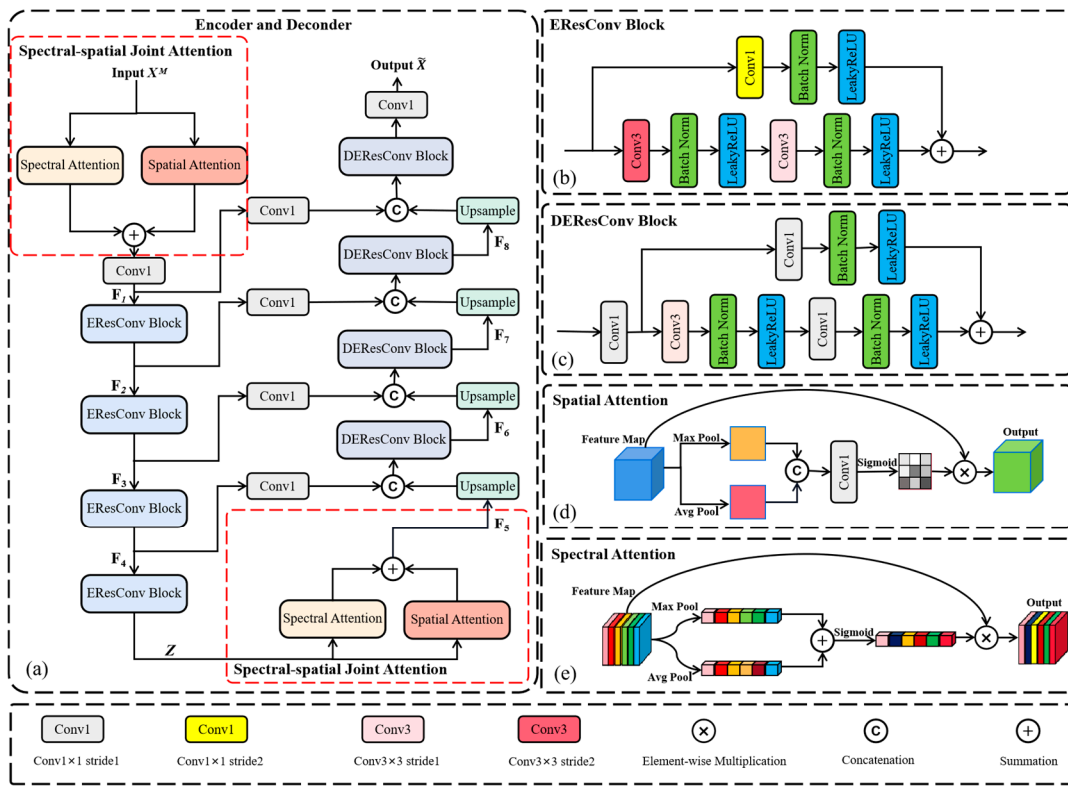 Encoder and Deconder
Spectral-spatial Joint Attention
Input X^M
Spectral Attention
Spatial Attention
+
Conv1
F1
EResConv Block
F2
EResConv Block
F3
EResConv Block
F4
EResConv Block
Z
(a)
Output X̃
Conv1
DEResConv Block
Conv1
C
Upsample
F8
DEResConv Block
Conv1
C
Upsample
F7
DEResConv Block
Conv1
C
Upsample
F6
DEResConv Block
Conv1
C
Upsample
F5
+
Spectral Attention
Spatial Attention
Spectral-spatial Joint Attention
EResConv Block
Conv1
Batch Norm
LeakyReLU
Conv3
Batch Norm
LeakyReLU
Conv3
Batch Norm
LeakyReLU
+
(b)
DEResConv Block
Conv1
Batch Norm
LeakyReLU
Conv1
Conv3
Batch Norm
LeakyReLU
Conv1
Batch Norm
LeakyReLU
+
(c)
Spatial Attention
Feature Map
Max Pool
Avg Pool
C
Conv1
Sigmoid
×
Output
(d)
Spectral Attention
Feature Map
Max Pool
Avg Pool
+
Sigmoid
×
Output
(e)
Conv1
Conv1
Conv3
Conv3
×
C
+
Conv1×1 stride1
Conv1×1 stride2
Conv3×3 stride1
Conv3×3 stride2
Element-wise Multiplication
Concatenation
Summation